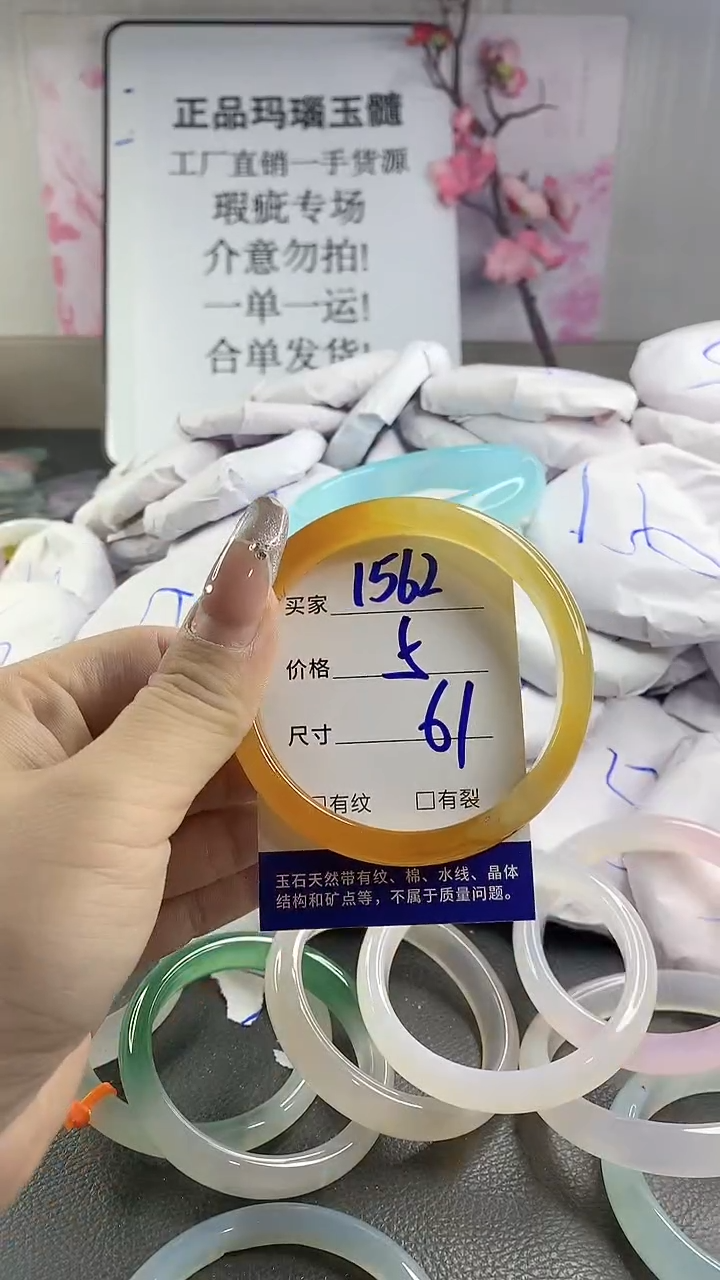 正品玛瑙玉髓
工厂直销一手货源
瑕疵专场
介意勿拍!
一单一运!
合单发货!
买家 1562
价格 5
尺寸 61
□有纹 □有裂
玉石天然带有纹、棉、水线、晶体
结构和矿点等，不属于质量问题。